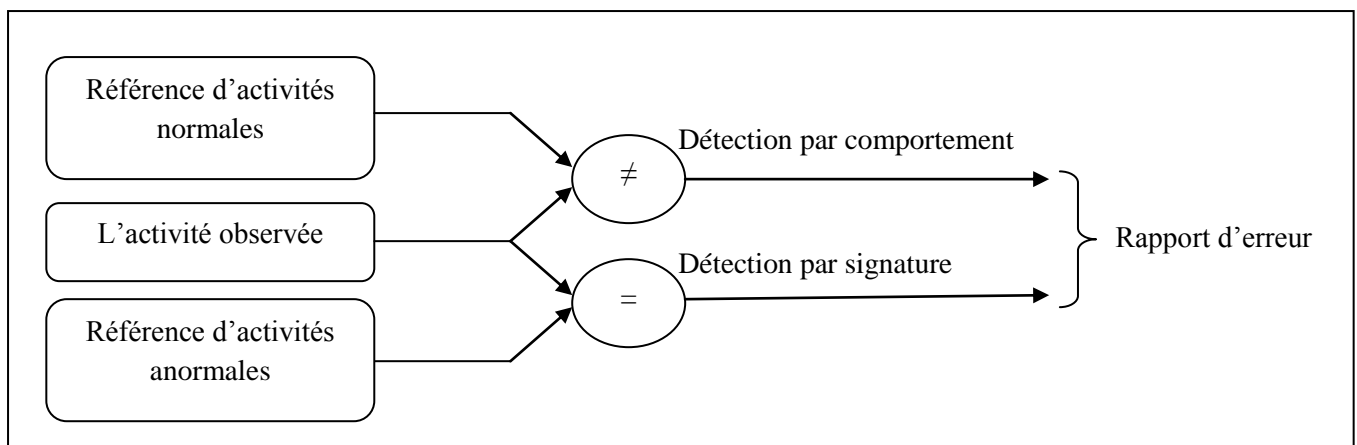 Référence d’activités
normales
Détection par comportement
≠
L’activité observée
Rapport d’erreur
Détection par signature
=
Référence d’activités
anormales